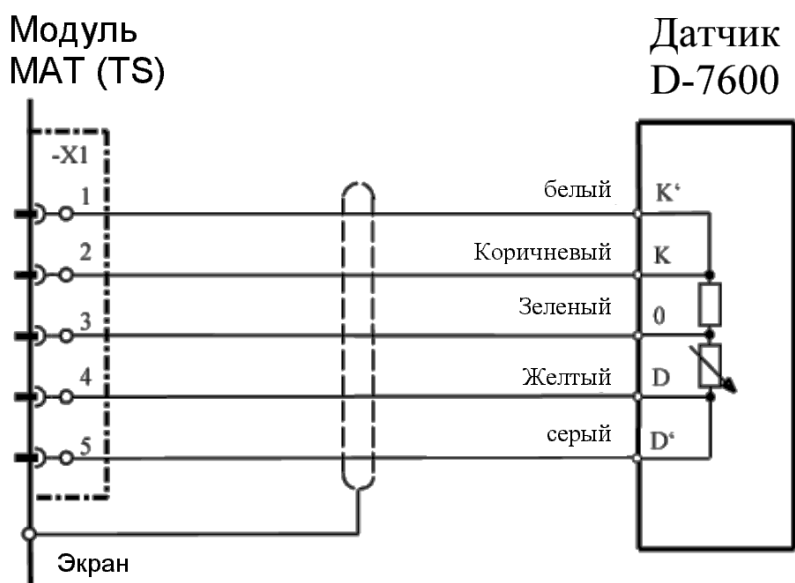 Модуль
МАТ (TS)
Датчик
D-7600
-X1
1
белый
K‘
2
Коричневый
K
3
Зеленый
0
4
Желтый
D
5
серый
D‘
Экран